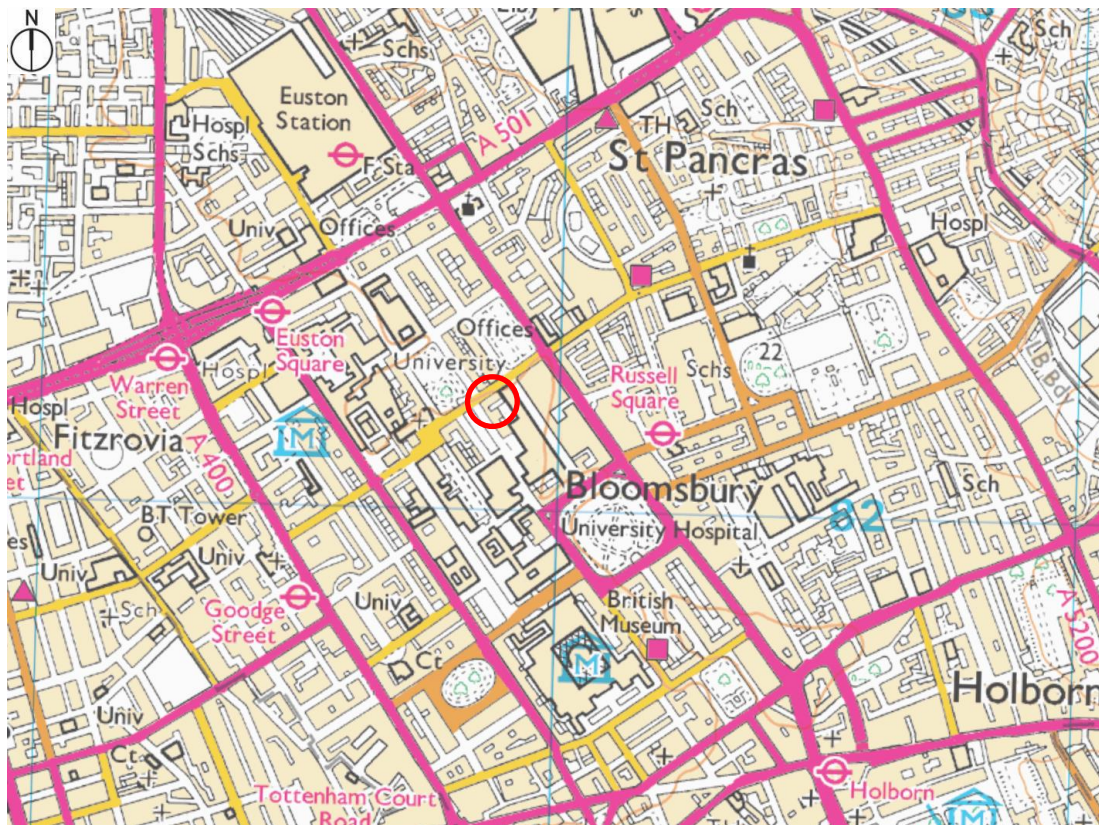 N
Schs
Sch
Euston
Station
Hospl
Schs
A 501
Sch
TH
St Pancras
F Sta
Univ
Offices
Hospl
Offices
Euston
Square
University
Hospl
Warren
Street
22
Schs
Russell
Square
Hospl
Fitzrovia
A 400
M
Bloomsbury
Sch
82
BT Tower
University
Hospital
Univ
Univ
Sch
Goodge
Street
Univ
British
Museum
A 5200
Ct
M
Holborn
Univ
Ct
Holborn
Tottenham Court
Road
M